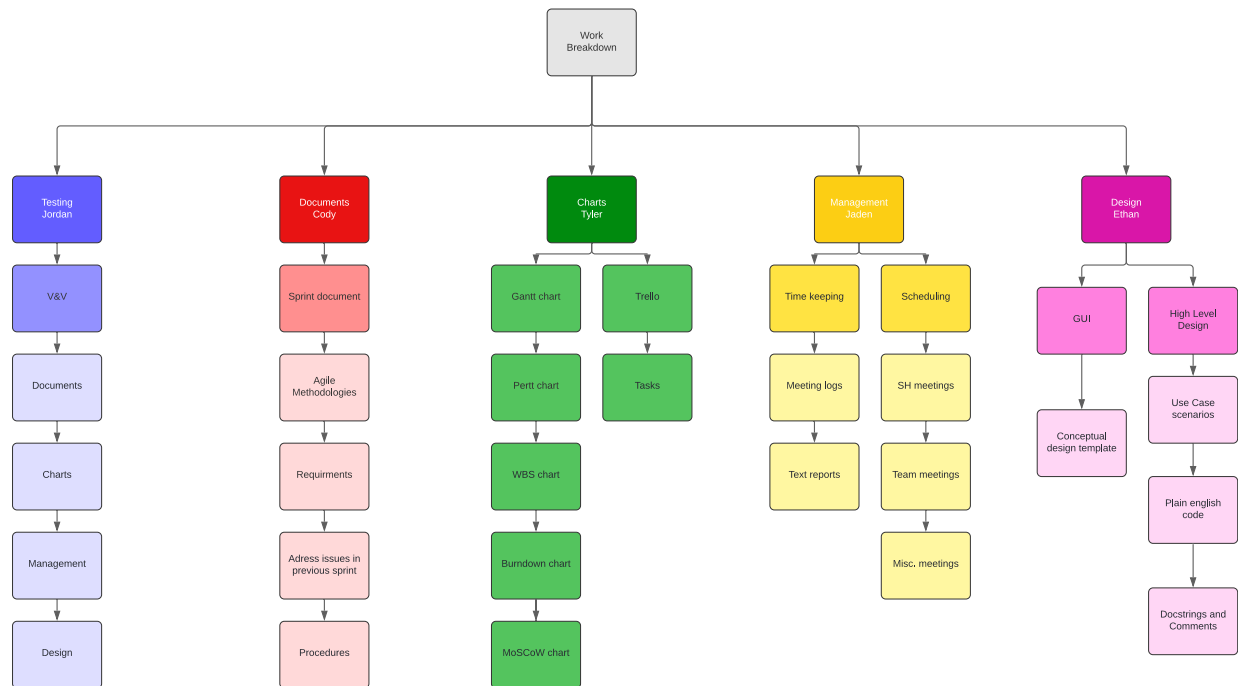 Work
Breakdown
Testing
Jordan
Documents
Cody
Charts
Tyler
Management
Jaden
Design
Ethan
V&V
Documents
Charts
Management
Design
Sprint document
Agile
Methodologies
Requirments
Adress issues in
previous sprint
Procedures
Gantt chart
Pertt chart
WBS chart
Burndown chart
MoSCoW chart
Trello
Tasks
Time keeping
Meeting logs
Text reports
Scheduling
SH meetings
Team meetings
Misc. meetings
GUI
Conceptual
design template
High Level
Design
Use Case
scenarios
Plain english
code
Docstrings and
Comments